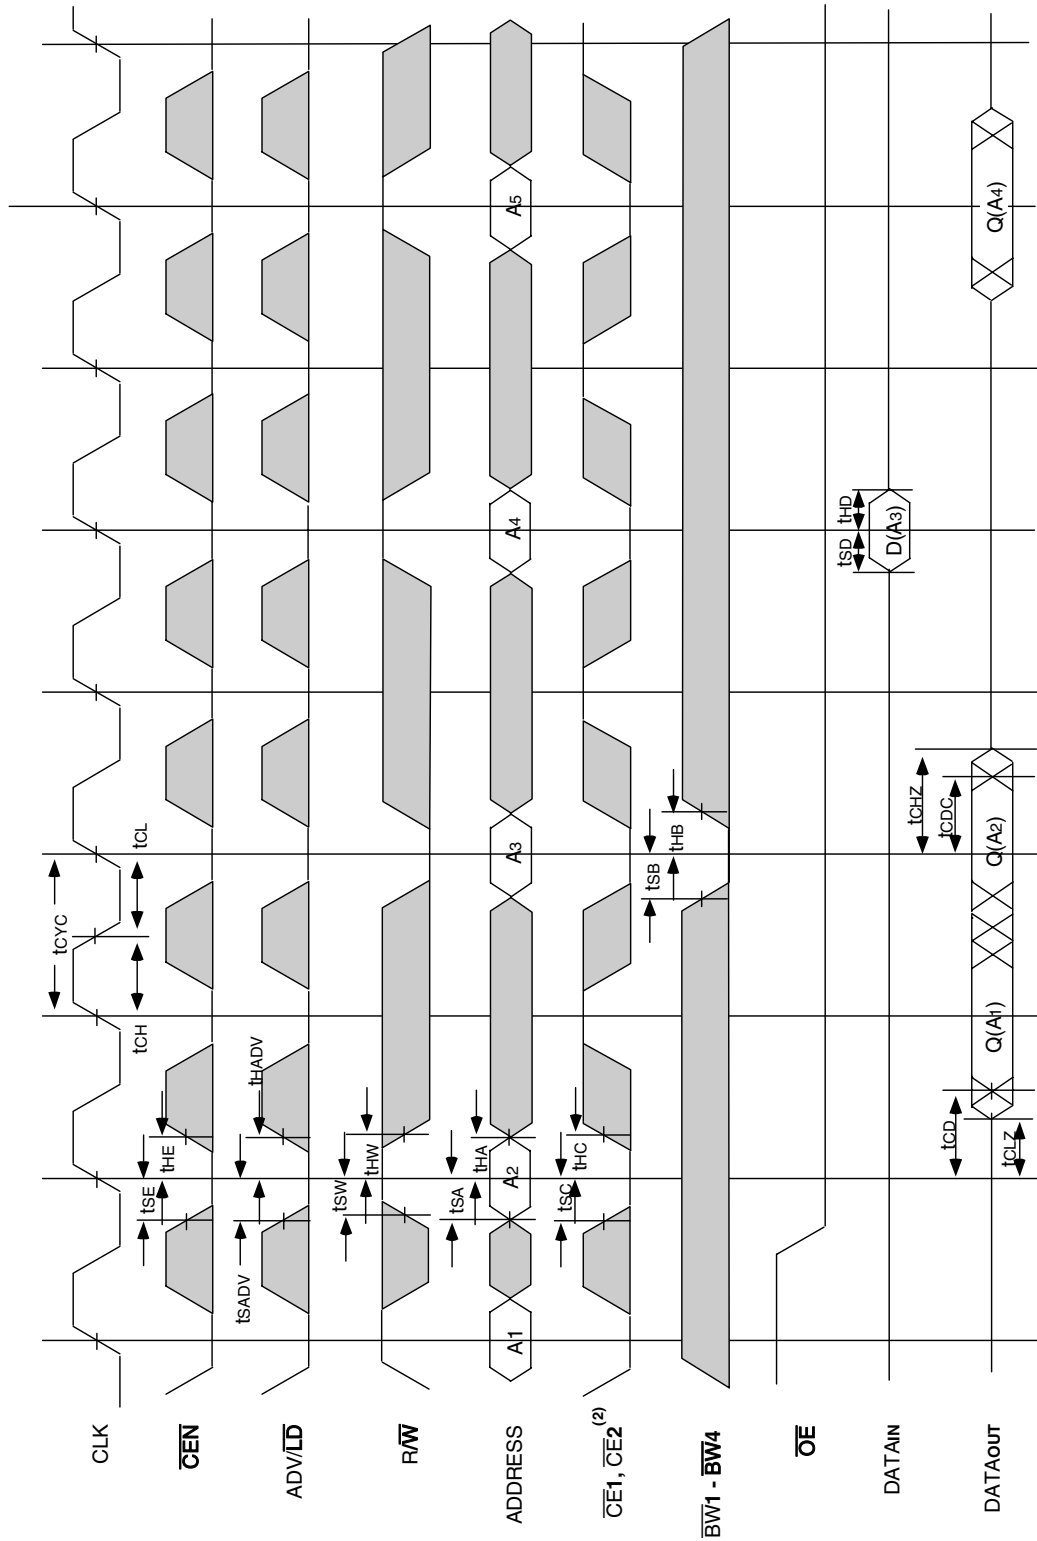 CLK
CEN
ADV/LD
R/W
ADDRESS
CE1, CE2(2)
BW1 - BW4
OE
DATAIN
DATAOUT
tCYC
tCH
tCL
tSE
tHE
tSADV
tHADV
tSW
tHW
tSA
tHA
A1
A2
A3
A4
A5
tSC
tHC
tSB
tHB
tSD
tHD
D(A3)
tCD
tCLZ
tCHZ
tCDC
Q(A1)
Q(A2)
Q(A4)